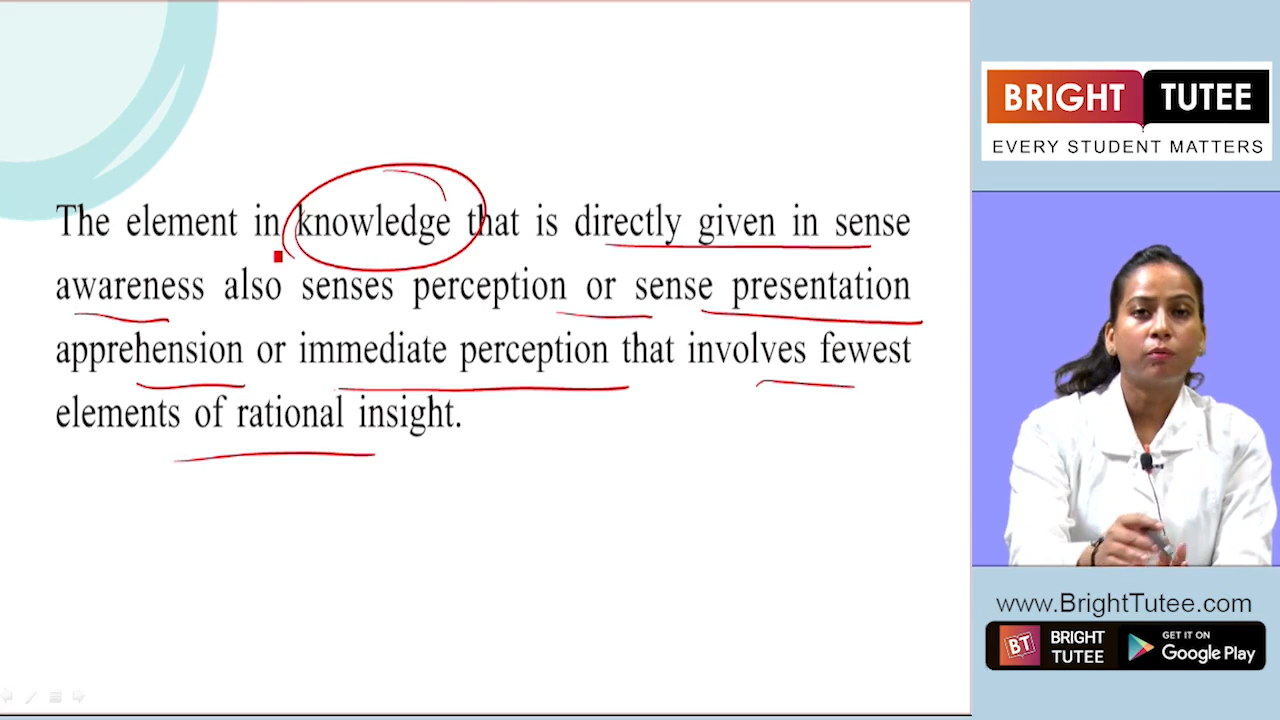 The element in knowledge that is directly given in sense
awareness also senses perception or sense presentation
apprehension or immediate perception that involves fewest
elements of rational insight.
BRIGHT TUTEE
EVERY STUDENT MATTERS
www.BrightTutee.com
BT
BRIGHT
TUTEE
GET IT ON
Google Play